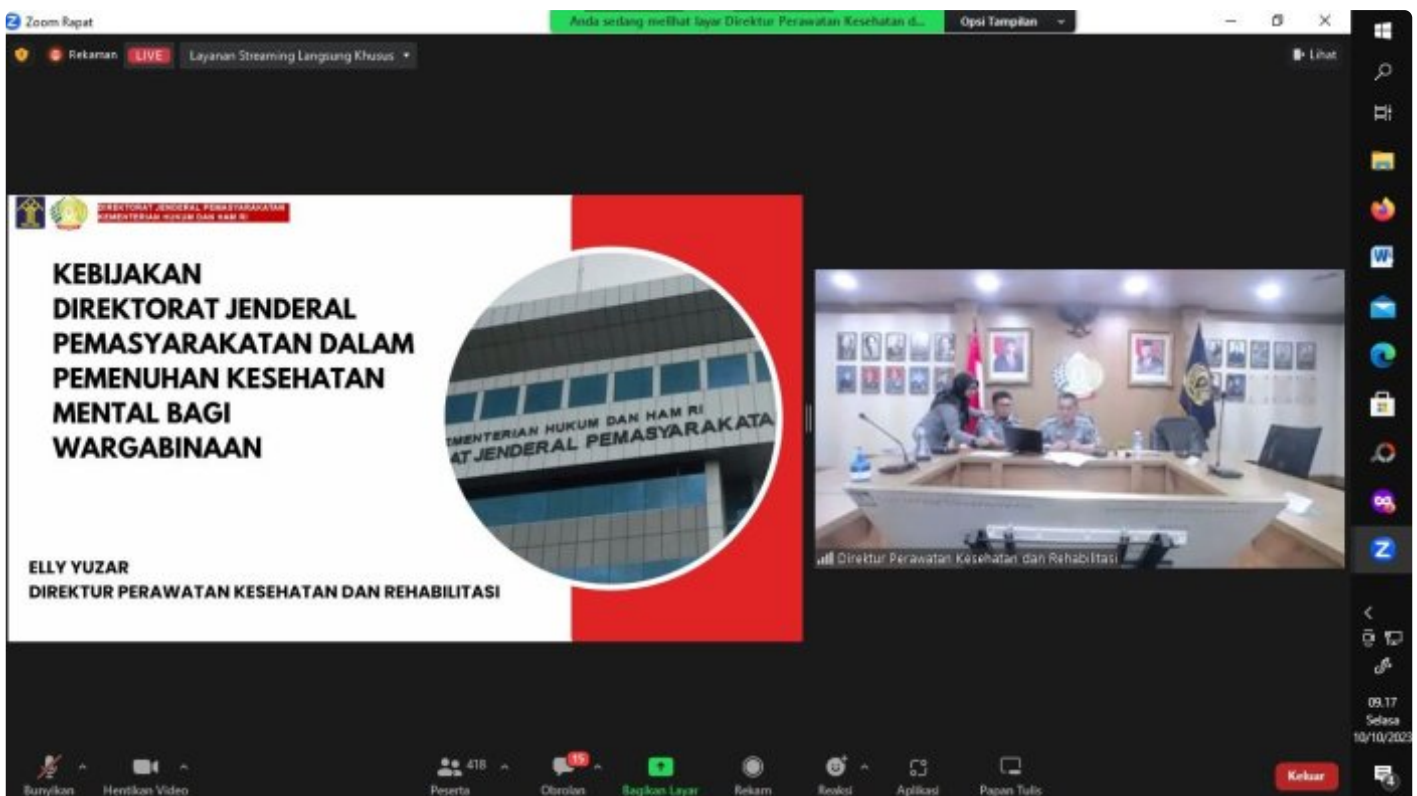 Zoom Rapat
Anda sedang melihat layar Direktur Perawatan Kesehatan d...
Opsi Tampilan
Rekaman
LIVE
Layanan Streaming Langsung Khusus
Lihat
DIREKTORAT JENDERAL PEMASYARAKATAN
KEMENTERIAN HUKUM DAN HAM RI
KEBIJAKAN
DIREKTORAT JENDERAL
PEMASYARAKATAN DALAM
PEMENUHAN KESEHATAN
MENTAL BAGI
WARGABINAAN
MENTERIAN HUKUM DAN HAM RI
AT JENDERAL PEMASYARAKATA
ELLY YUZAR
DIREKTUR PERAWATAN KESEHATAN DAN REHABILITASI
Direktur Perawatan Kesehatan dan Rehabilitasi
09.17
Selasa
10/10/2023
Bunyikan
Hentikan Video
418
Peserta
15
Obrolan
Bagikan Layar
Rekam
Reaksi
Aplikasi
Papan Tulis
Keluar
4